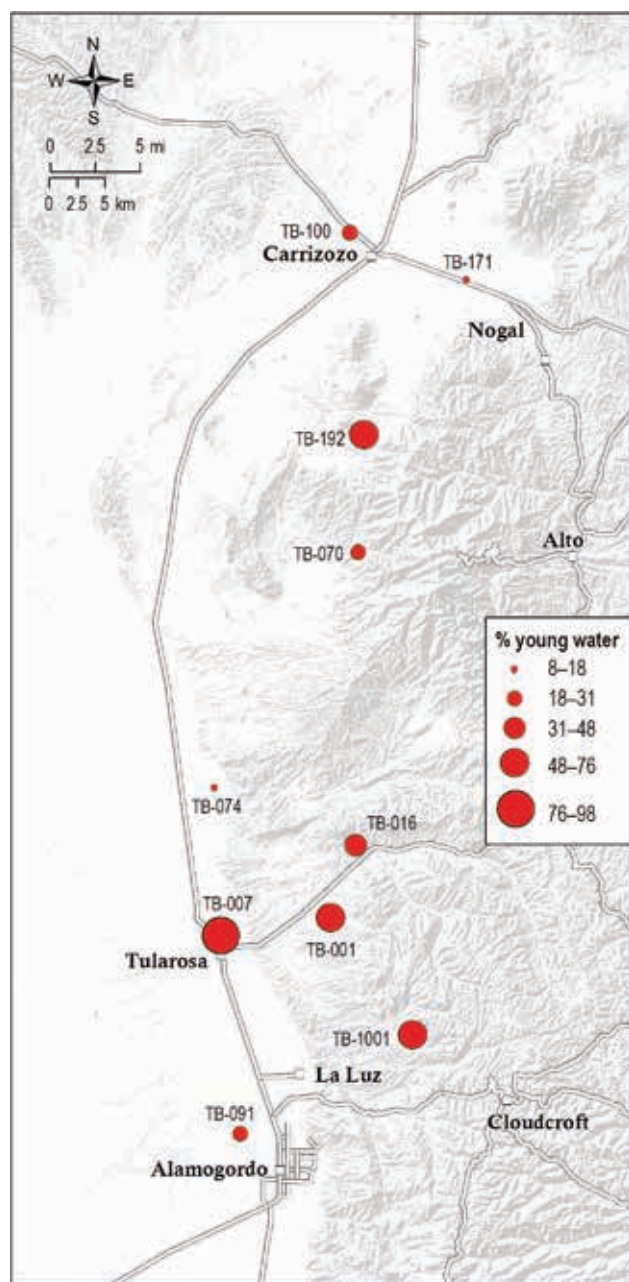 N
W E
S
0 2.5 5 mi
0 2.5 5 km
TB-100
Carrizozo
TB-171
Nogal
TB-192
TB-070
Alto
% young water
8–18
18–31
31–48
48–76
76–98
TB-074
TB-016
TB-007
Tularosa
TB-001
TB-1001
La Luz
Cloudcroft
TB-091
Alamogordo